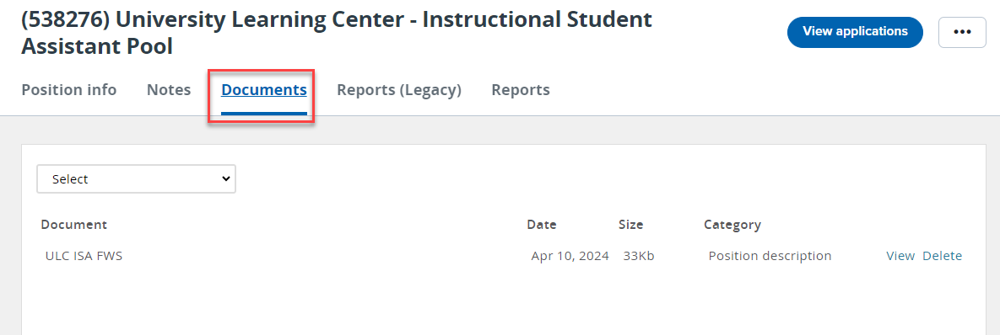 (538276) University Learning Center - Instructional Student
Assistant Pool
View applications
•••
Position info Notes Documents Reports (Legacy) Reports
Select
Document Date Size Category
ULC ISA FWS Apr 10, 2024 33Kb Position description View Delete